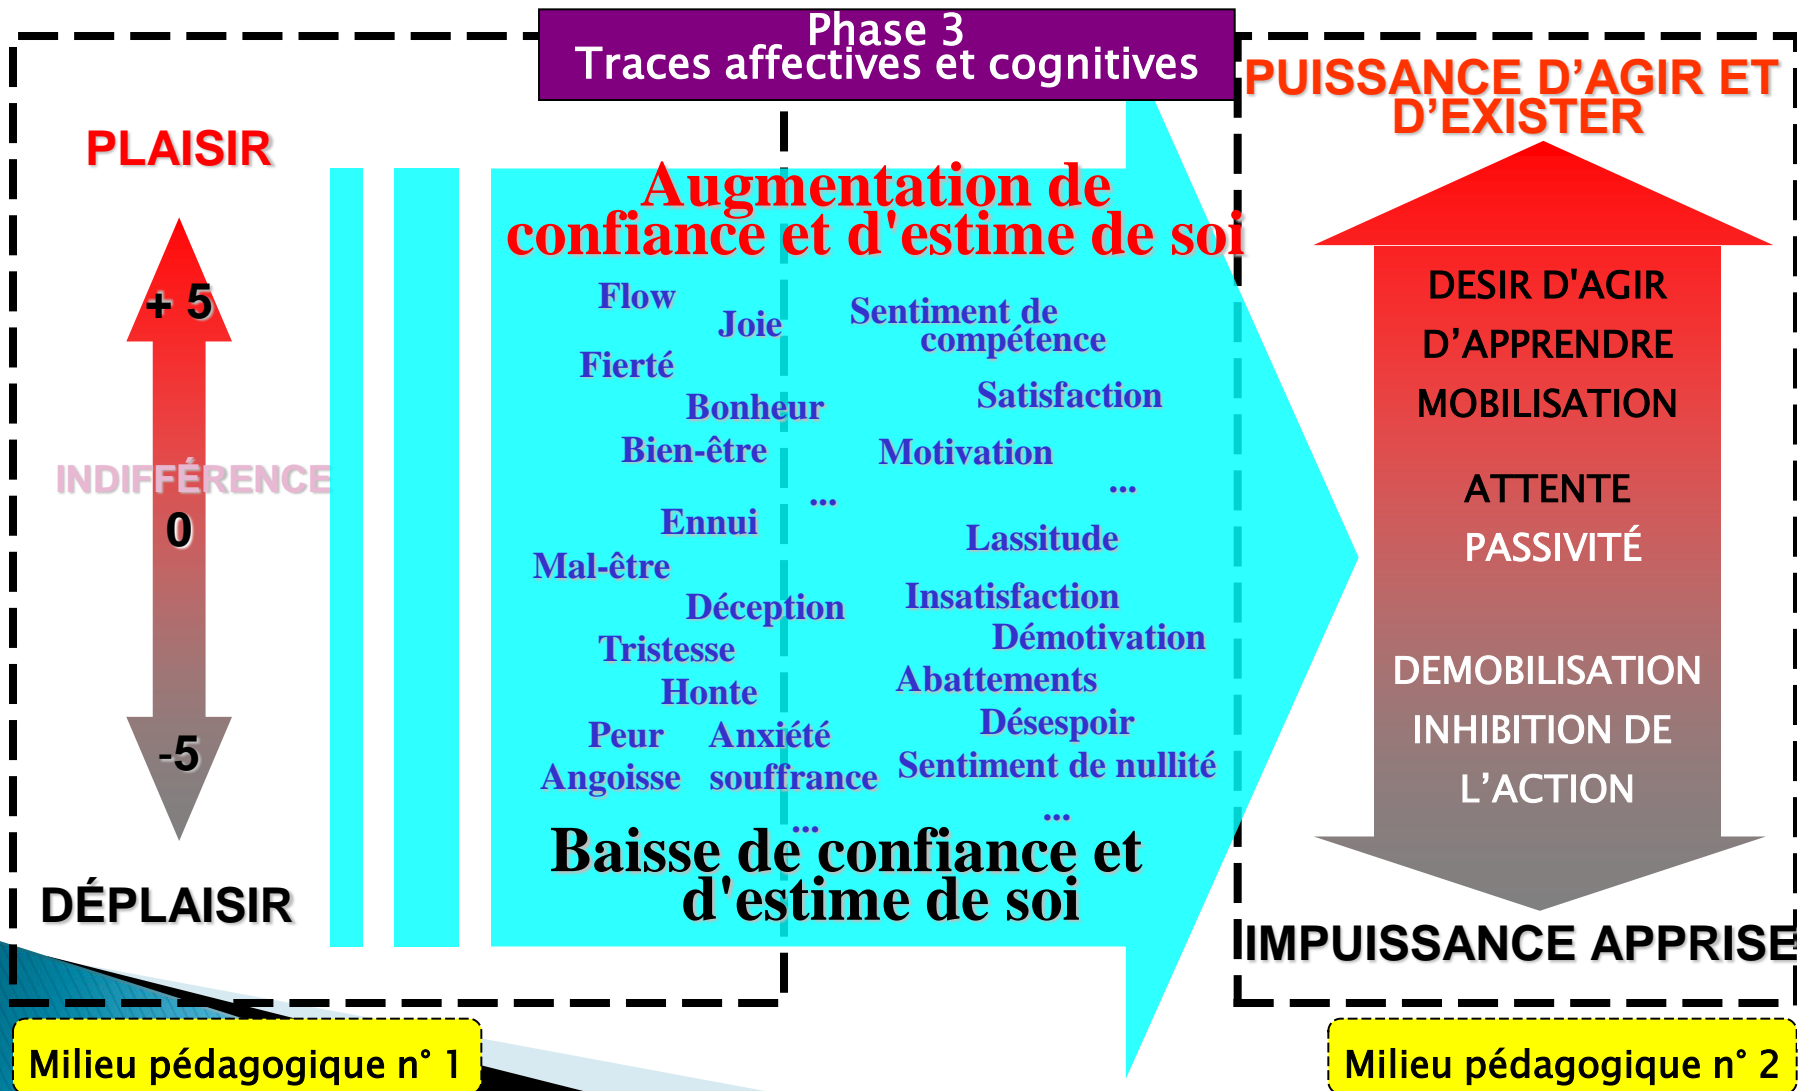 Phase 3
Traces affectives et cognitives
PLAISIR
+ 5
INDIFFÉRENCE
0
-5
DÉPLAISIR
Augmentation de
confiance et d'estime de soi
Flow
Joie
Fierté
Bonheur
Bien-être
...
Sentiment de
compétence
Satisfaction
Motivation
...
Ennui
Mal-être
Déception
Tristesse
Honte
Peur Anxiété
Angoisse souffrance
...
Lassitude
Insatisfaction
Démotivation
Abattements
Désespoir
Sentiment de nullité
...
Baisse de confiance et
d'estime de soi
PUISSANCE D’AGIR ET
D’EXISTER
DESIR D'AGIR
D’APPRENDRE
MOBILISATION
ATTENTE
PASSIVITÉ
DEMOBILISATION
INHIBITION DE
L’ACTION
IMPUISSANCE APPRISE
Milieu pédagogique n° 1
Milieu pédagogique n° 2